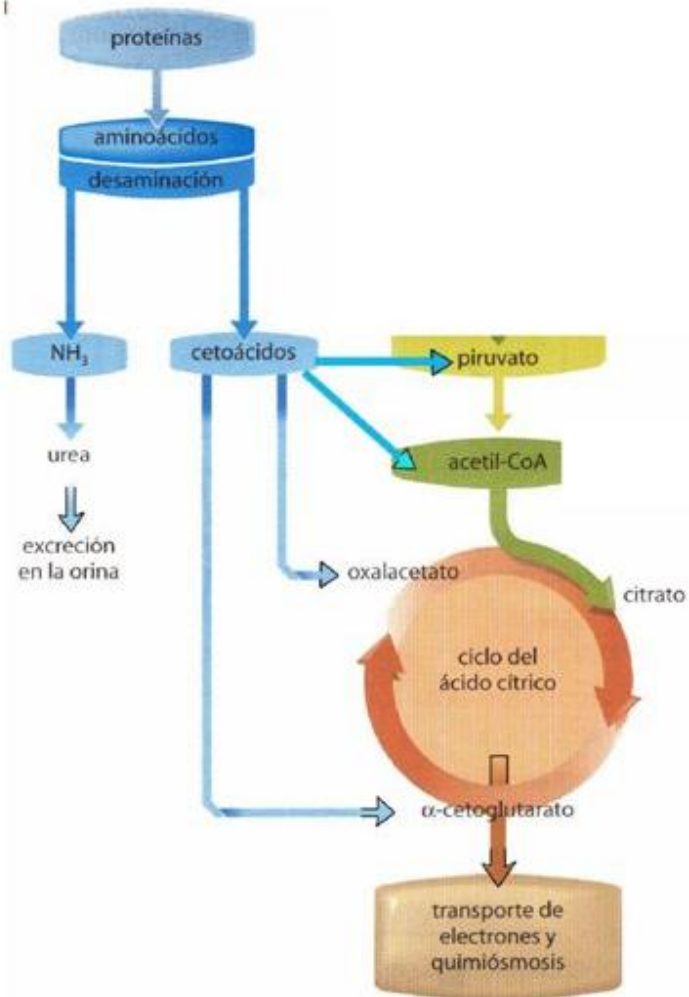 proteínas
aminoácidos
desaminación
NH₃
cetoácidos
piruvato
urea
acetil-CoA
excreción
en la orina
oxalacetato
citrato
ciclo del
ácido cítrico
α-cetoglutarato
transporte de
electrones y
quimiósmosis